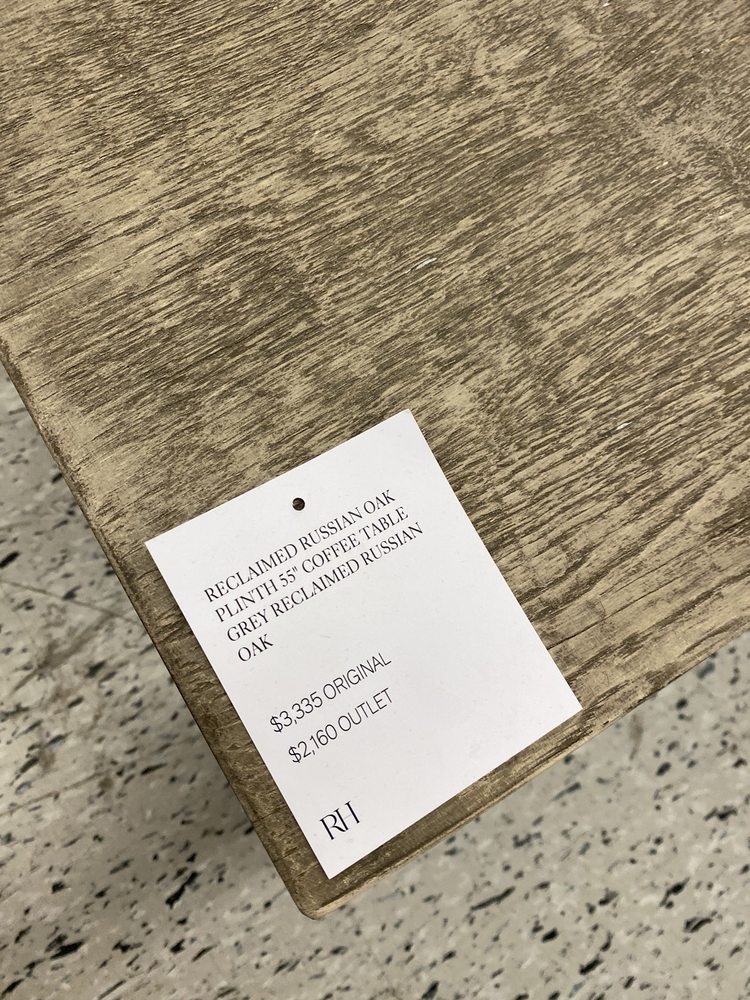 RECLAIMED RUSSIAN OAK
PLINTH 55" COFFEE TABLE
GREY RECLAIMED RUSSIAN
OAK
$3,335 ORIGINAL
$2,160 OUTLET
RH